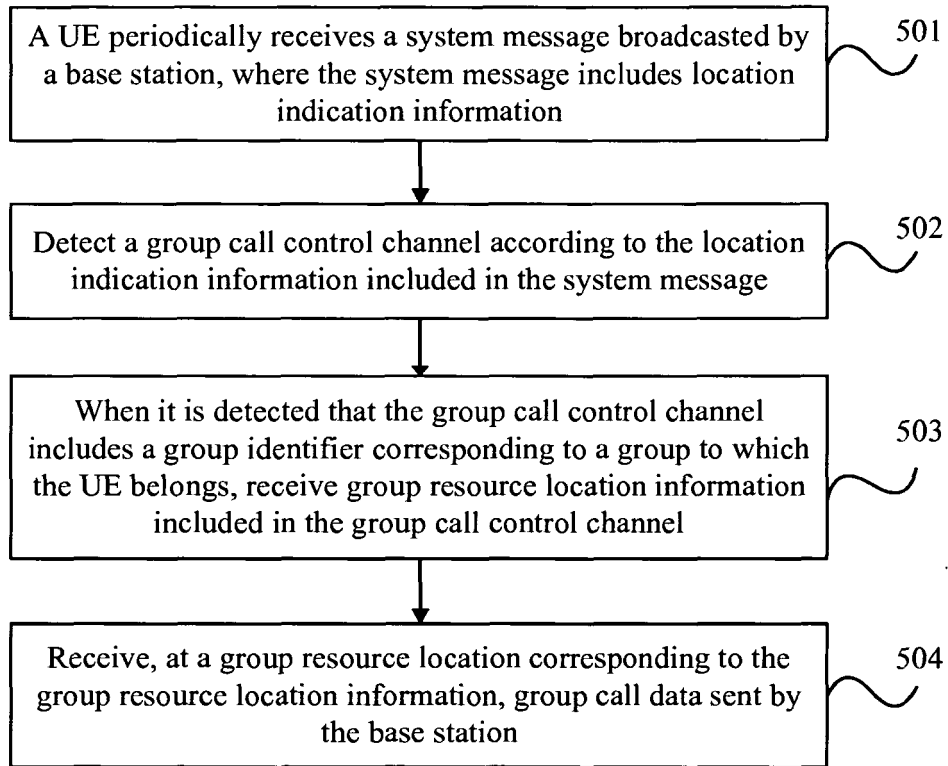 A UE periodically receives a system message broadcasted by
a base station, where the system message includes location
indication information
501
Detect a group call control channel according to the location
indication information included in the system message
502
When it is detected that the group call control channel
includes a group identifier corresponding to a group to which
the UE belongs, receive group resource location information
included in the group call control channel
503
Receive, at a group resource location corresponding to the
group resource location information, group call data sent by
the base station
504